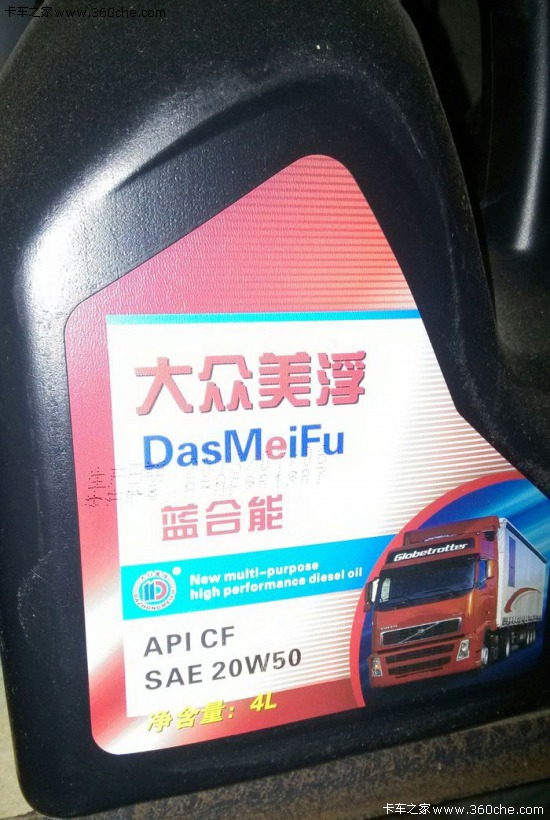 卡车之家 www.360che.com
大众美浮
DasMeiFu
蓝合能
New multi-purpose
high performance diesel oil
API CF
SAE 20W50
净含量：4L
Globetrotter
卡车之家 www.360che.com